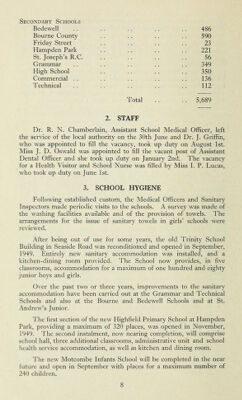 SECONDARY SCHOOLS
Bedewell .. .. .. .. .. 486
Bourne County .. .. .. .. 590
Friday Street .. .. .. .. 23
Hampden Park .. .. .. .. 221
St. Joseph's R.C. .. .. .. .. 56
Grammar .. .. .. .. .. 349
High School .. .. .. .. 350
Commercial .. .. .. .. .. 136
Technical .. .. .. .. .. 112
Total .. .. 5,689
2. STAFF
Dr. R. N. Chamberlain, Assistant School Medical Officer, left
the service of the local authority on the 30th June and Dr. J. Griffin,
who was appointed to fill the vacancy, took up duty on August 1st.
Miss J. D. Oswald was appointed to fill the vacant post of Assistant
Dental Officer and she took up duty on January 2nd. The vacancy
for a Health Visitor and School Nurse was filled by Miss I. P. Lucas,
who took up duty on June 1st.
3. SCHOOL HYGIENE
Following established custom, the Medical Officers and Sanitary
Inspectors made periodic visits to the schools. A survey was made of
the washing facilities available and of the provision of towels. The
arrangements for the issue of sanitary towels in girls' schools were
reviewed.
After being out of use for some years, the old Trinity School
Building in Seaside Road was reconditioned and opened in September,
1949. Entirely new sanitary accommodation was installed, and a
kitchen-dining room provided. The School now provides, in five
classrooms, accommodation for a maximum of one hundred and eighty
junior boys and girls.
Over the past two or three years, improvements to the sanitary
accommodation have been carried out at the Grammar and Technical
Schools and also at the Bourne and Bedewell Schools and at St.
Andrew's Junior.
The first section of the new Highfield Primary School at Hampden
Park, providing a maximum of 320 places, was opened in November,
1949. The second instalment, now nearing completion, will comprise
school hall, three additional classrooms, administrative unit and school
health service accommodation, as well as kitchen and dining room.
The new Motcombe Infants School will be completed in the near
future and open in September with places for a maximum number of
240 children.
8